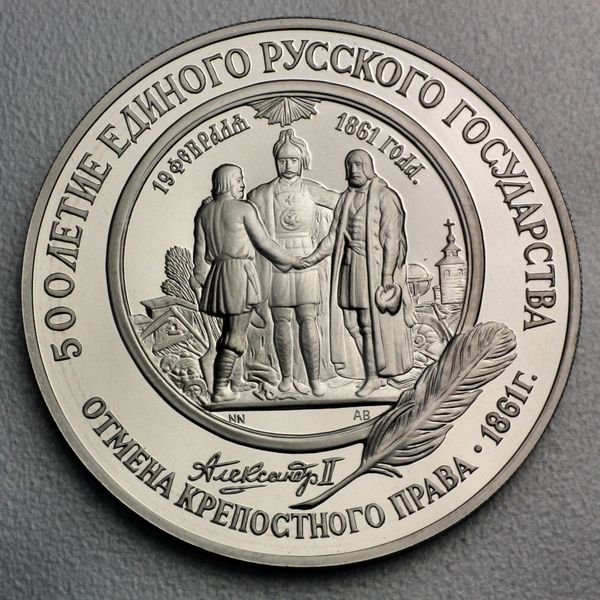 500ЛЕТИЕ ЕДИНОГО РУССКОГО ГОСУДАРСТВА
19 ФЕВРАЛЯ 1861 ГОДА.
NN AB
Александр II
ОТМЕНА КРЕПОСТНОГО ПРАВА · 1861г.